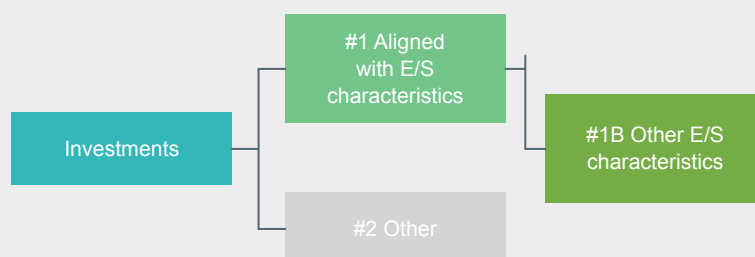 Investments
#1 Aligned
with E/S
characteristics
#2 Other
#1B Other E/S
characteristics